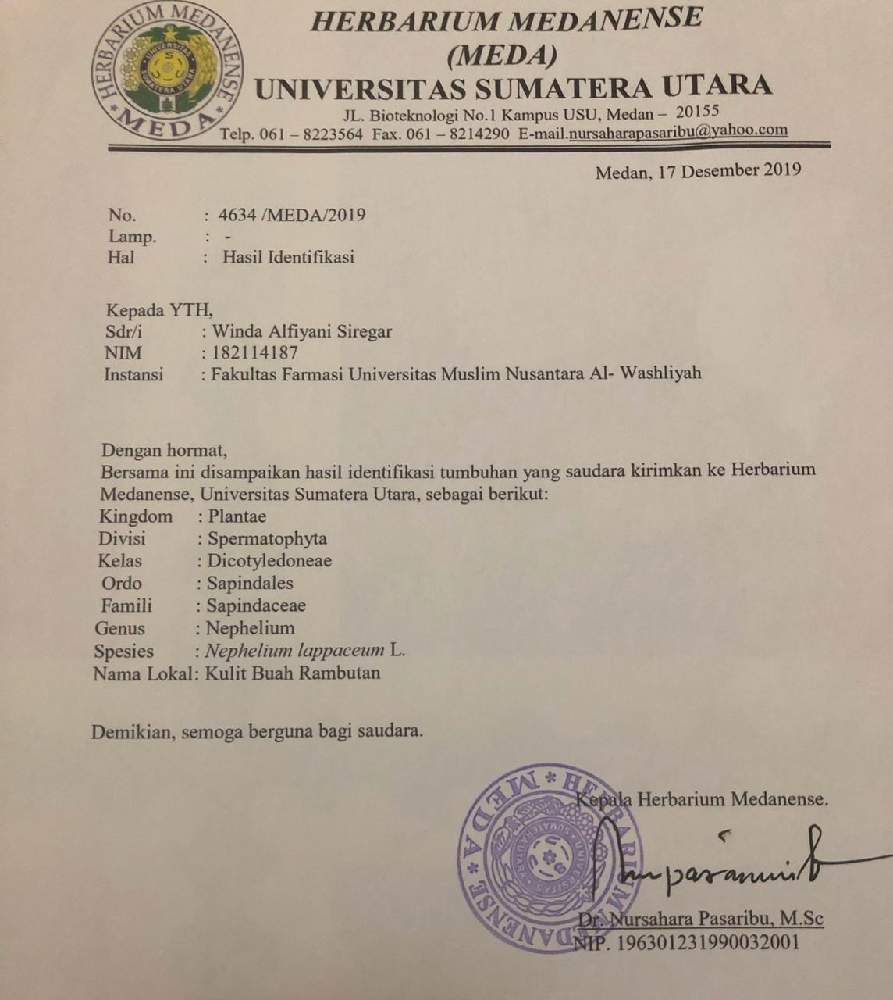 HERBARIUM MEDANENSE
MEDA
UNIVERSITAS
SUMATERA UTARA
HERBARIUM MEDANENSE
(MEDA)
UNIVERSITAS SUMATERA UTARA
JL. Bioteknologi No.1 Kampus USU, Medan – 20155
Telp. 061 – 8223564 Fax. 061 – 8214290 E-mail.nursaharapasaribu@yahoo.com
Medan, 17 Desember 2019
No. : 4634 /MEDA/2019
Lamp. : -
Hal : Hasil Identifikasi
Kepada YTH,
Sdr/i : Winda Alfiyani Siregar
NIM : 182114187
Instansi : Fakultas Farmasi Universitas Muslim Nusantara Al- Washliyah
Dengan hormat,
Bersama ini disampaikan hasil identifikasi tumbuhan yang saudara kirimkan ke Herbarium
Medanense, Universitas Sumatera Utara, sebagai berikut:
Kingdom : Plantae
Divisi : Spermatophyta
Kelas : Dicotyledoneae
Ordo : Sapindales
Famili : Sapindaceae
Genus : Nephelium
Spesies : Nephelium lappaceum L.
Nama Lokal: Kulit Buah Rambutan
Demikian, semoga berguna bagi saudara.
Kepala Herbarium Medanense.
HERBARIUM MEDANENSE
MEDA
UNIVERSITAS
SUMATERA UTARA
Dr. Nursahara Pasaribu, M.Sc
NIP. 196301231990032001